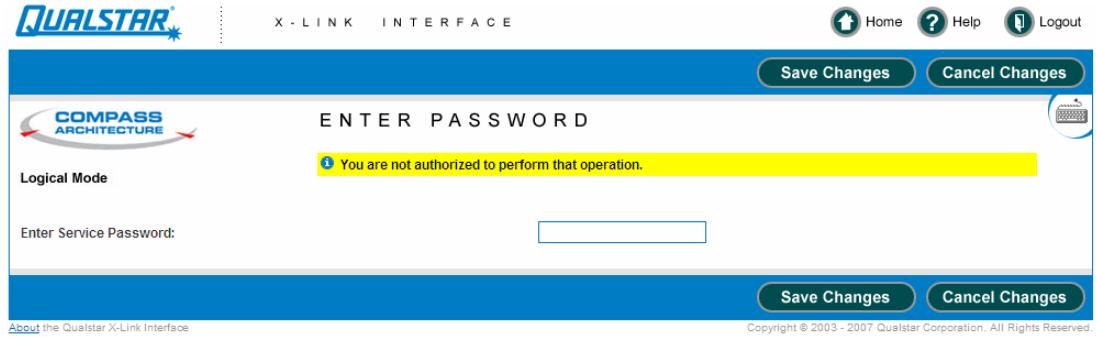 QUALSTAR
X-LINK INTERFACE
Home
Help
Logout
Save Changes
Cancel Changes
COMPASS
ARCHITECTURE
ENTER PASSWORD
You are not authorized to perform that operation.
Logical Mode
Enter Service Password:
Save Changes
Cancel Changes
About the Qualstar X-Link Interface
Copyright © 2003 - 2007 Qualstar Corporation. All Rights Reserved.